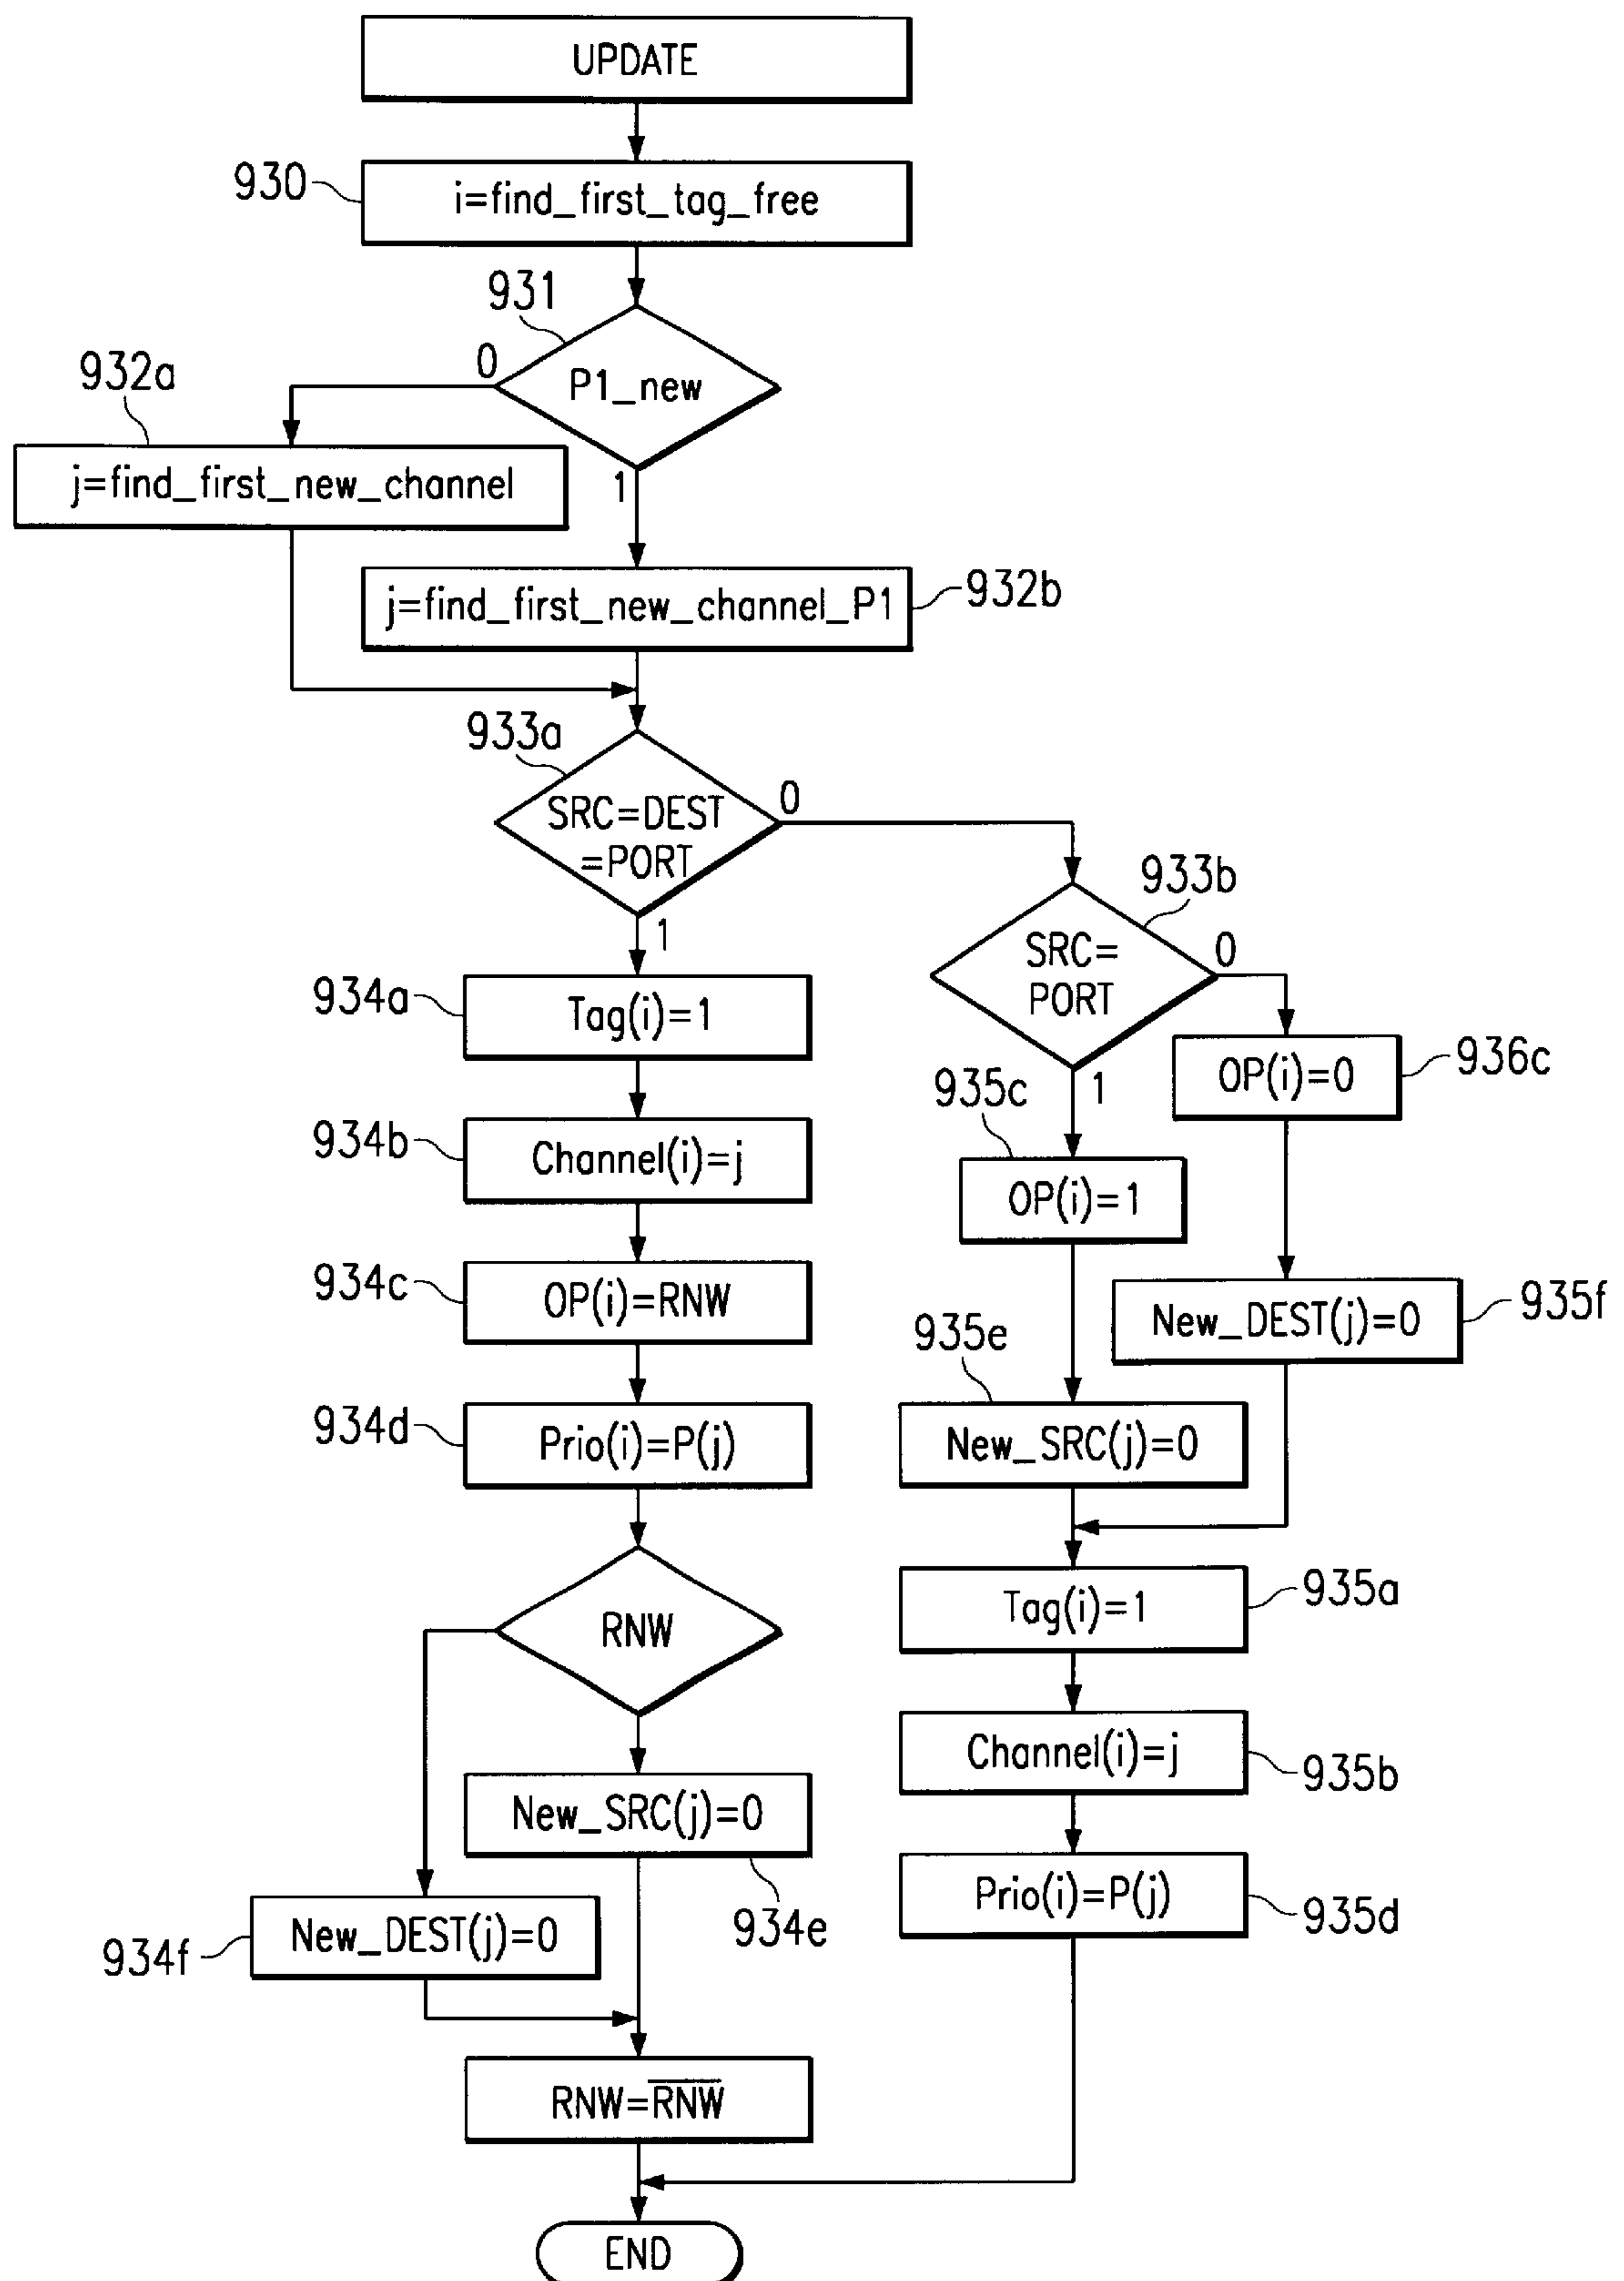 UPDATE
930
i=find_first_tag_free
931
0
P1_new
932a
j=find_first_new_channel
1
j=find_first_new_channel_P1
932b
933a
0
SRC=DEST
=PORT
1
933b
0
SRC=
PORT
1
934a
Tag(i)=1
936c
OP(i)=0
935c
OP(i)=1
934b
Channel(i)=j
934c
OP(i)=RNW
935f
New_DEST(j)=0
935e
New_SRC(j)=0
934d
Prio(i)=P(j)
RNW
935a
Tag(i)=1
935b
Channel(i)=j
New_SRC(j)=0
934e
935d
Prio(i)=P(j)
934f
New_DEST(j)=0
RNW=R̅N̅W̅
END